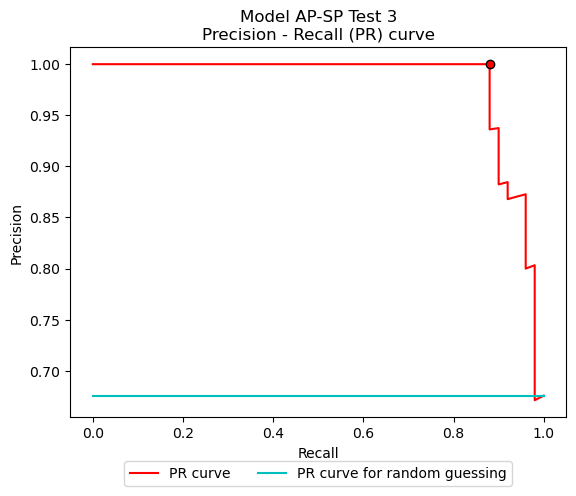 Model AP-SP Test 3
Precision - Recall (PR) curve
1.00
0.95
0.90
0.85
0.80
0.75
0.70
Precision
0.0 0.2 0.4 0.6 0.8 1.0
Recall
PR curve PR curve for random guessing